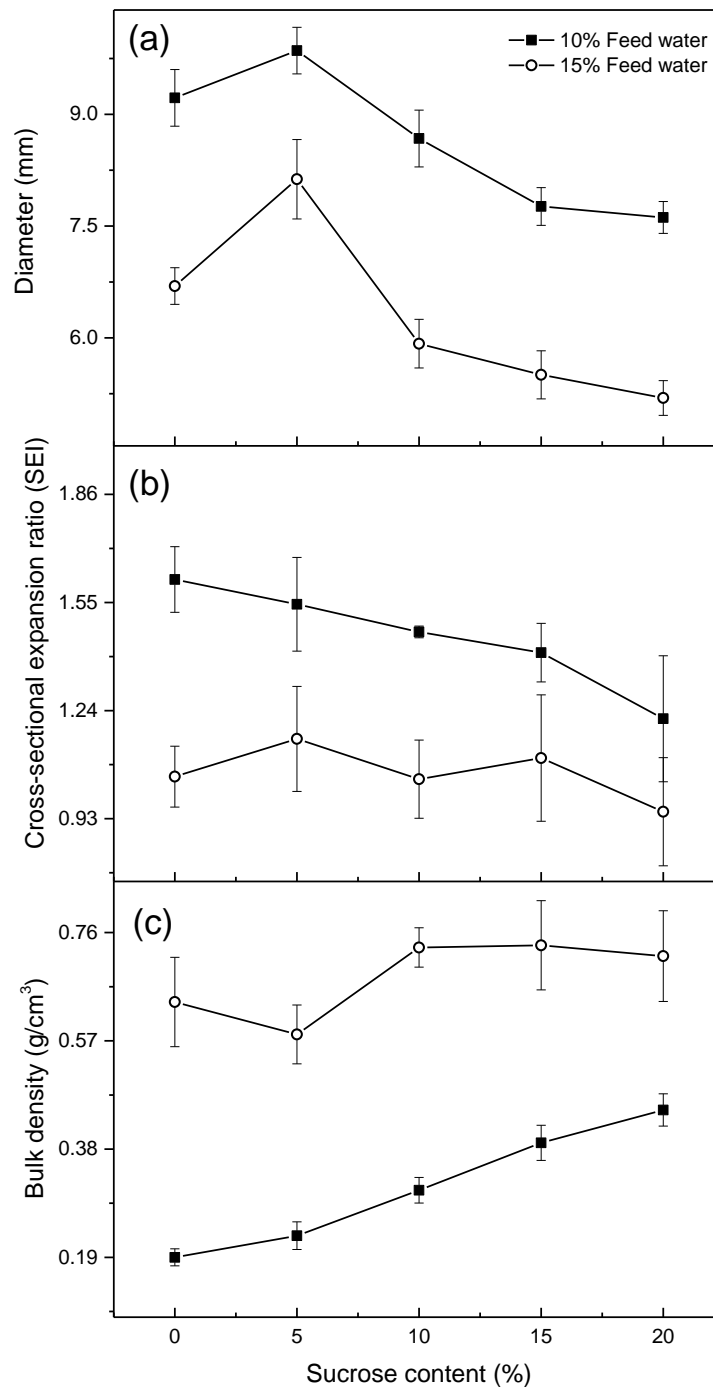 (a)
10% Feed water
15% Feed water
9.0
7.5
6.0
Diameter (mm)
(b)
1.86
1.55
1.24
0.93
Cross-sectional expansion ratio (SEI)
(c)
0.76
0.57
0.38
0.19
Bulk density (g/cm³)
0 5 10 15 20
Sucrose content (%)